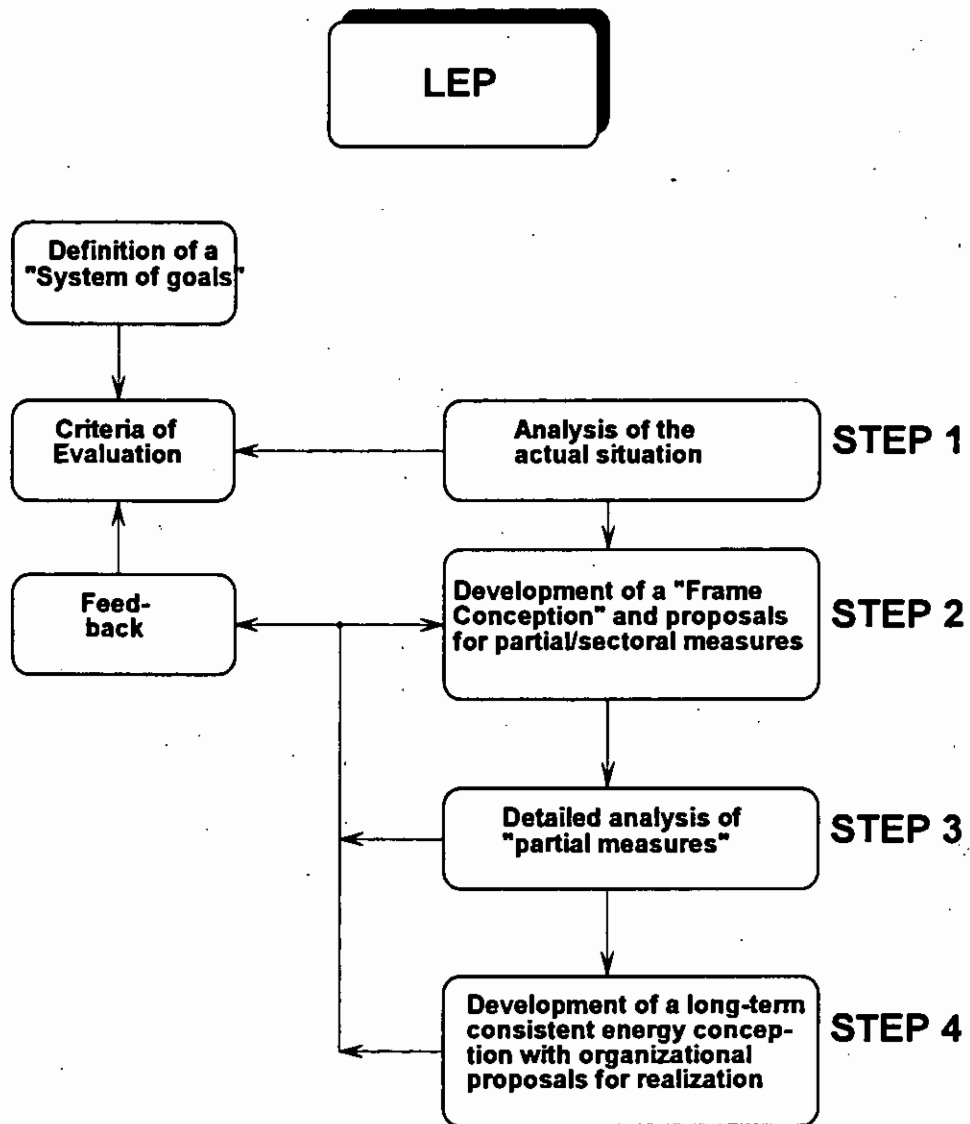 LEP
Definition of a
"System of goals"
Criteria of
Evaluation
Analysis of the
actual situation
STEP 1
Feed-
back
Development of a "Frame
Conception" and proposals
for partial/sectoral measures
STEP 2
Detailed analysis of
"partial measures"
STEP 3
Development of a long-term
consistent energy concep-
tion with organizational
proposals for realization
STEP 4